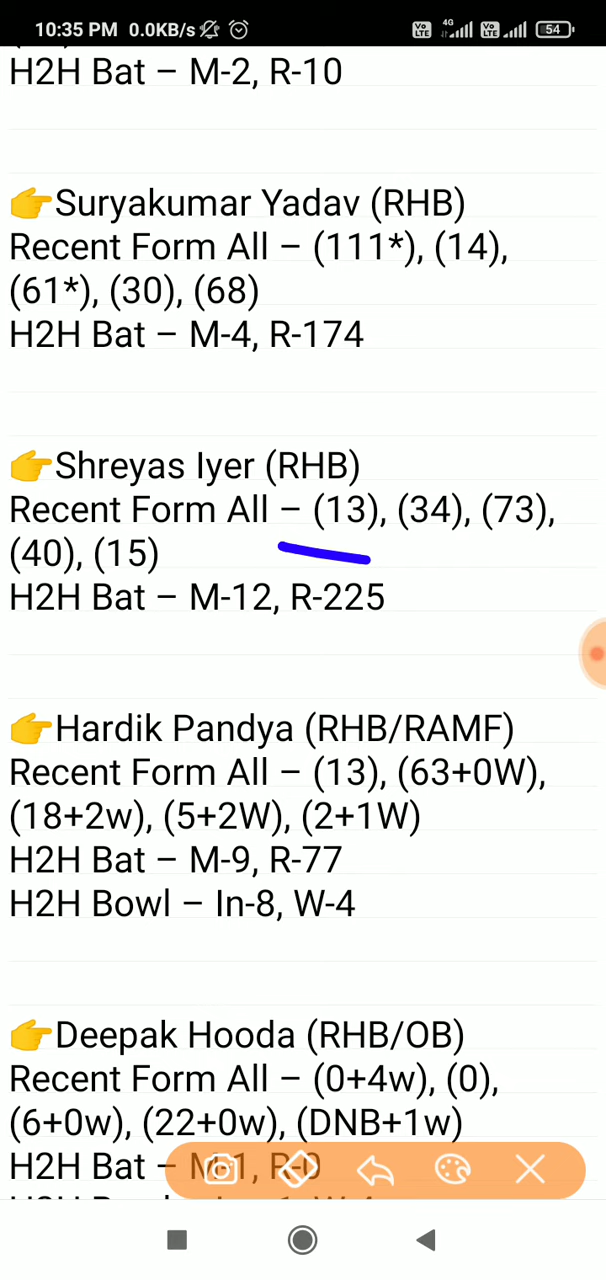 10:35 PM 0.0KB/s 4G 54
H2H Bat – M-2, R-10
👉Suryakumar Yadav (RHB)
Recent Form All – (111*), (14),
(61*), (30), (68)
H2H Bat – M-4, R-174
👉Shreyas Iyer (RHB)
Recent Form All – (13), (34), (73),
(40), (15)
H2H Bat – M-12, R-225
👉Hardik Pandya (RHB/RAMF)
Recent Form All – (13), (63+0W),
(18+2w), (5+2W), (2+1W)
H2H Bat – M-9, R-77
H2H Bowl – In-8, W-4
👉Deepak Hooda (RHB/OB)
Recent Form All – (0+4w), (0),
(6+0w), (22+0w), (DNB+1w)
H2H Bat – M-1, R-0